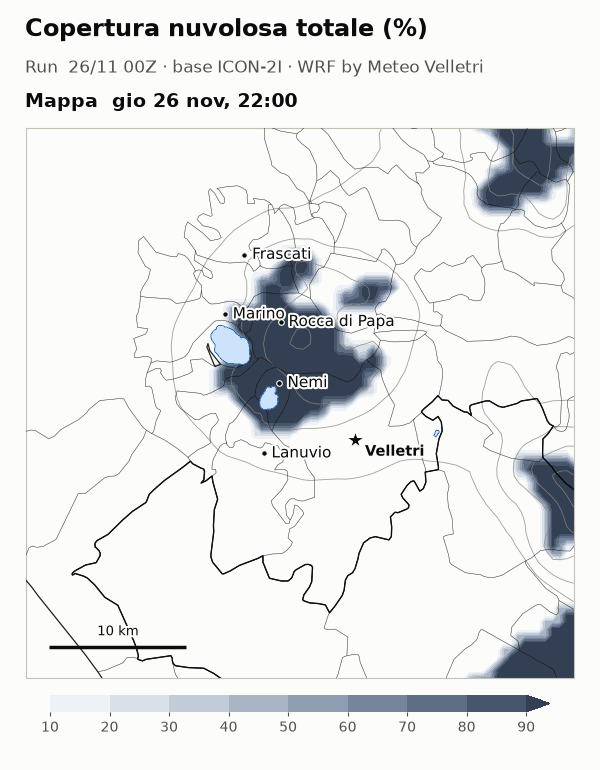 Copertura nuvolosa totale (%)
Run  26/11 00Z · base ICON-2I · WRF by Meteo Velletri
Mappa  gio 26 nov, 22:00
Frascati
Marino
Rocca di Papa
Nemi
Velletri
Lanuvio
10 km
10 20 30 40 50 60 70 80 90